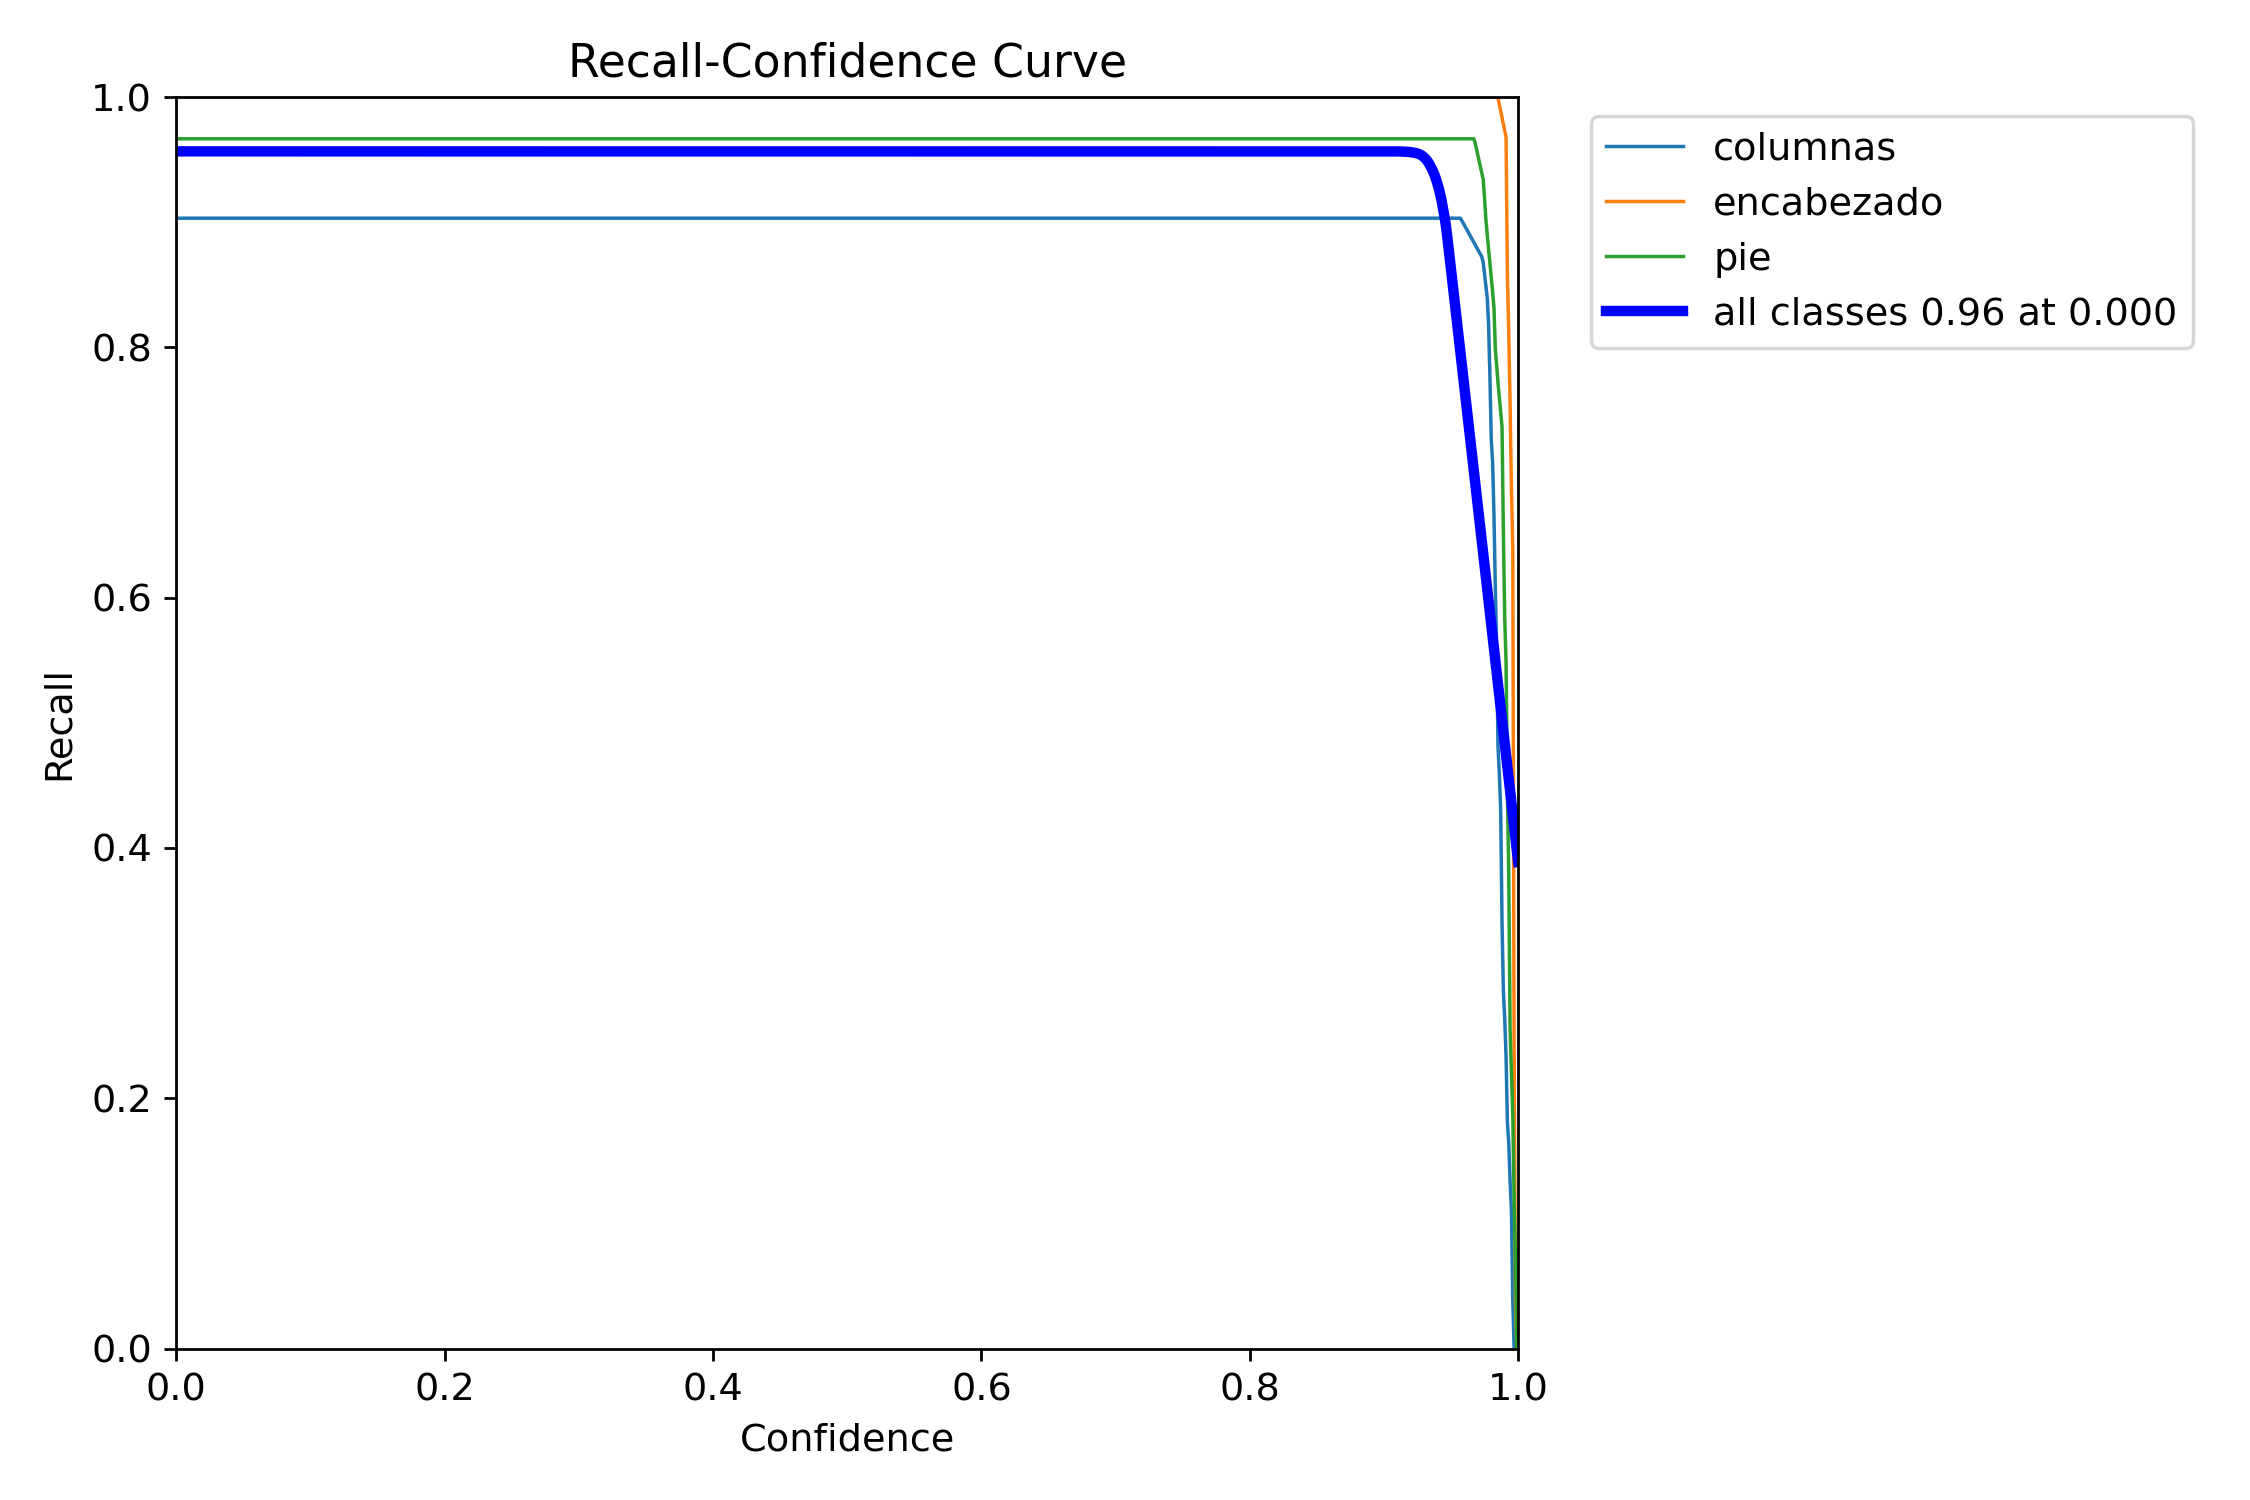 Recall-Confidence Curve
1.0
0.8
0.6
0.4
0.2
0.0
Recall
0.0 0.2 0.4 0.6 0.8 1.0
Confidence
columnas
encabezado
pie
all classes 0.96 at 0.000